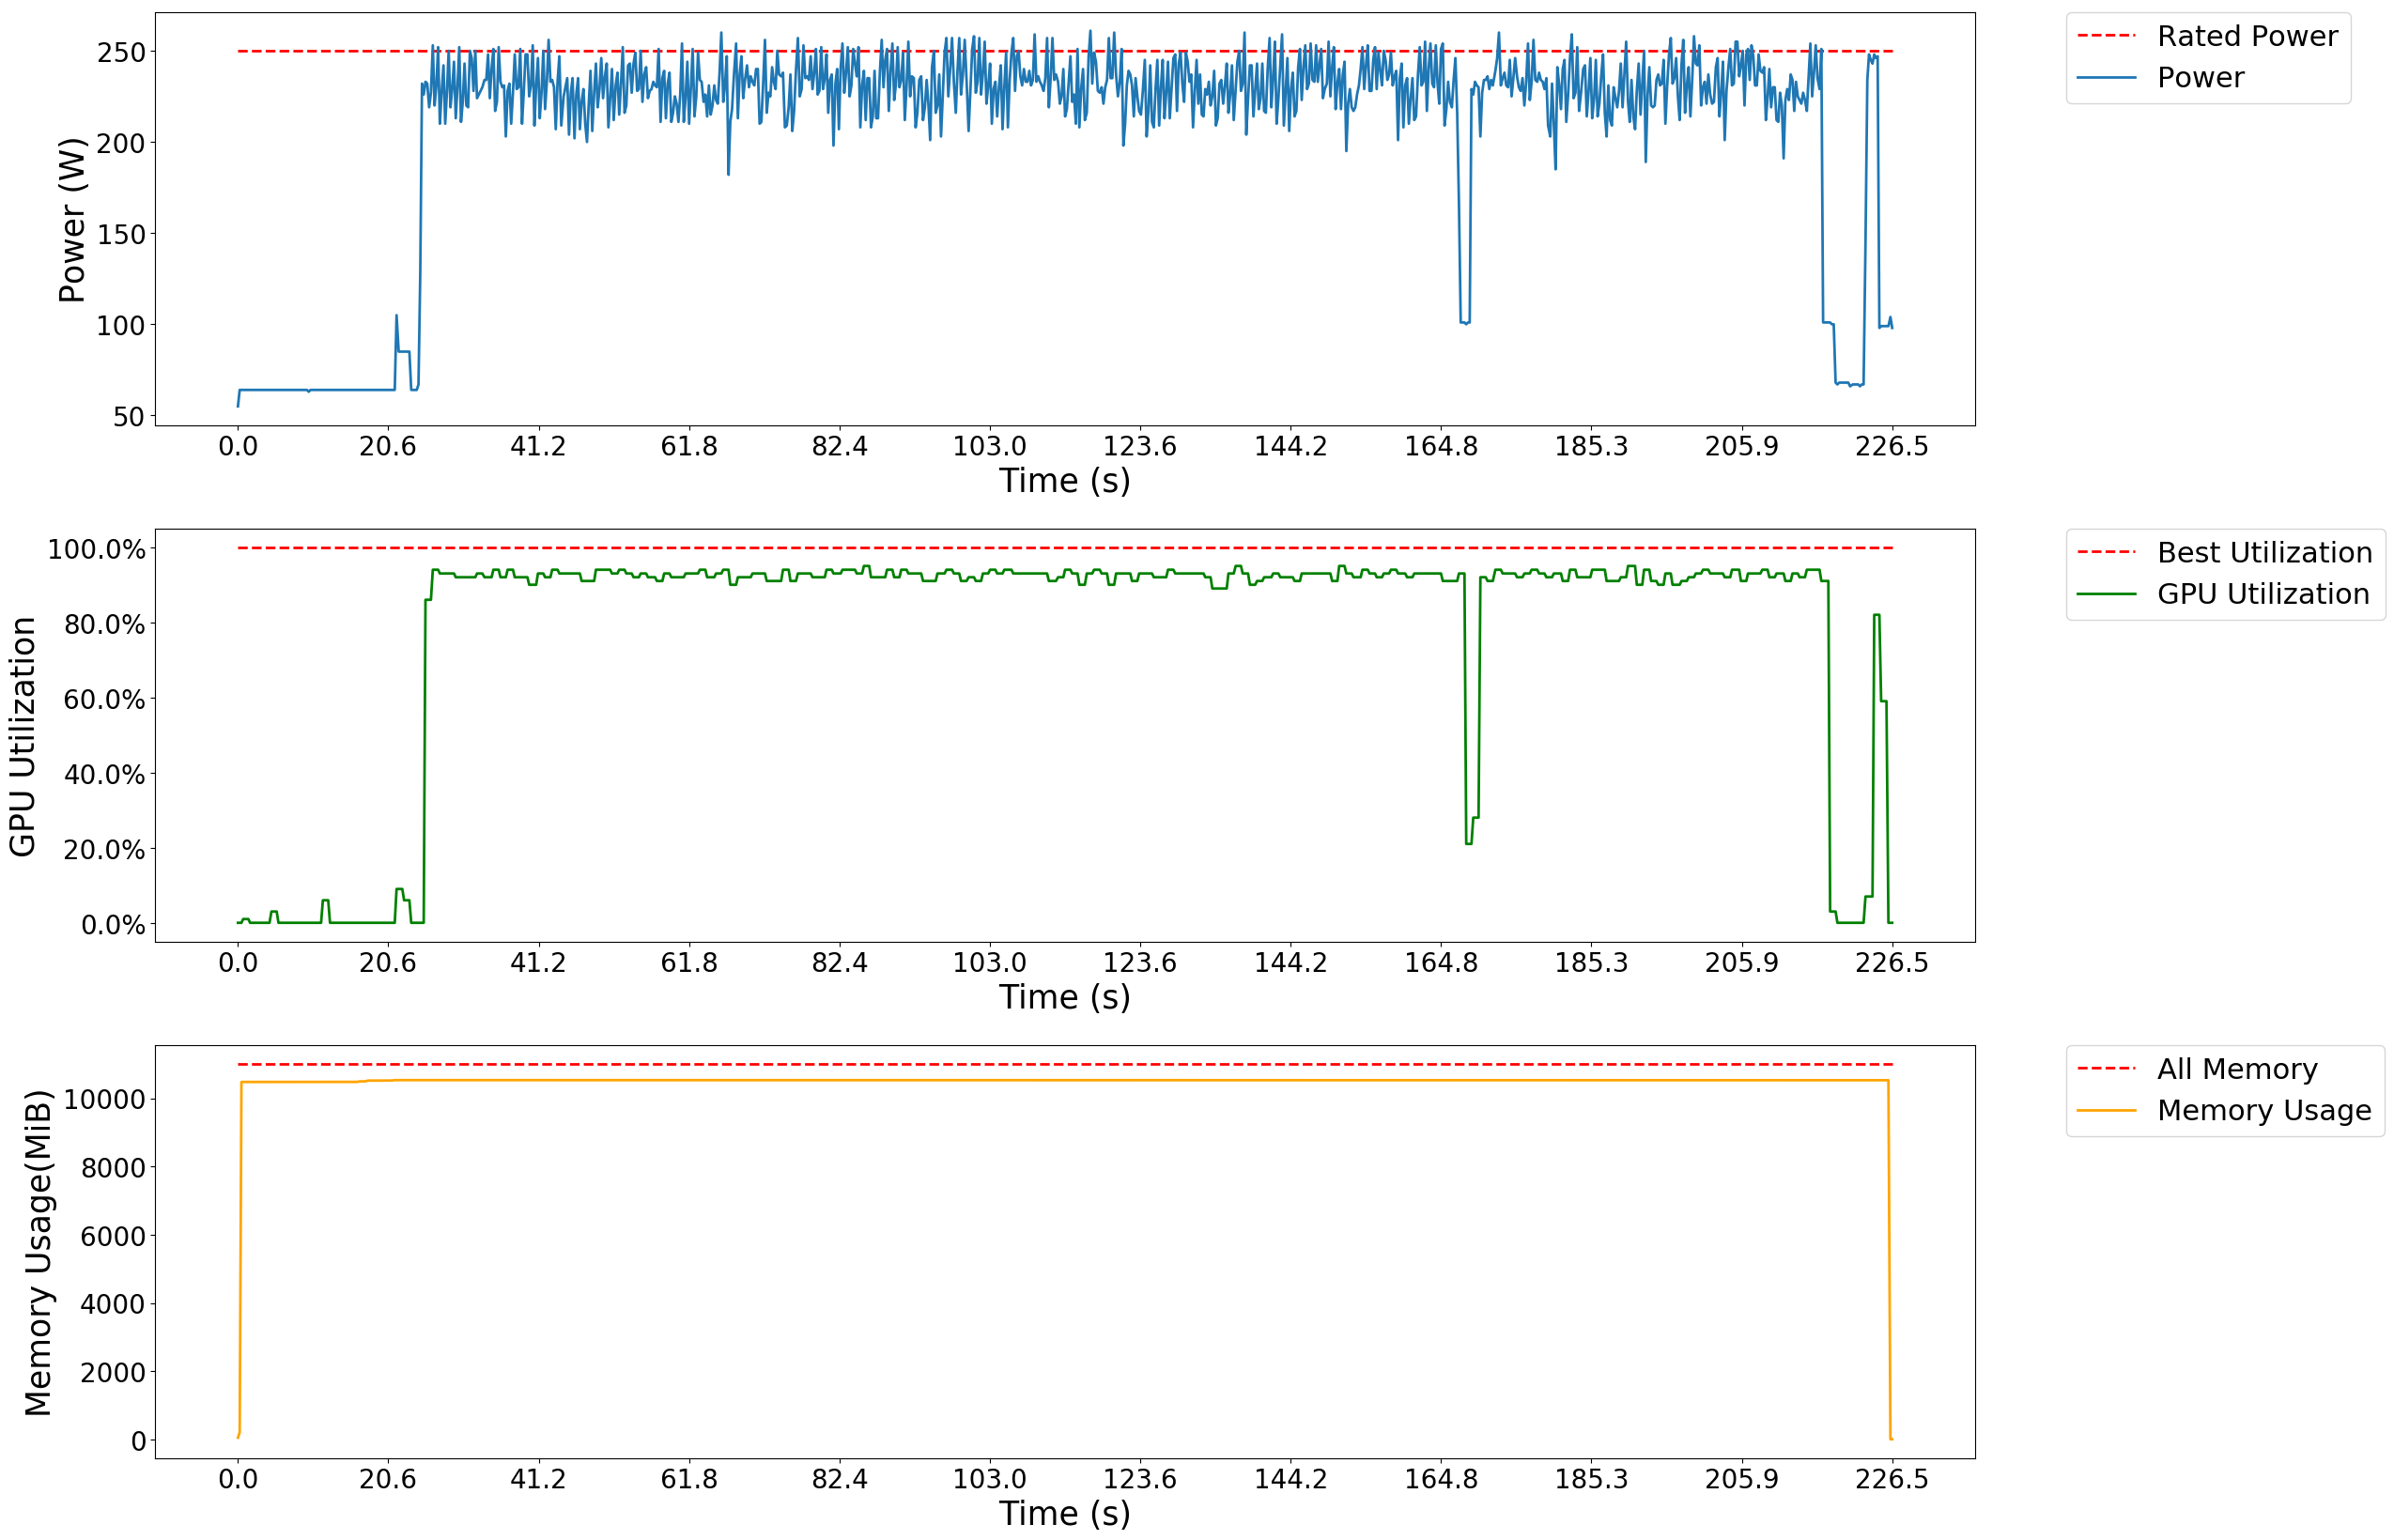 Rated Power
Power
Power (W)
250
200
150
100
50
0.0 20.6 41.2 61.8 82.4 103.0 123.6 144.2 164.8 185.3 205.9 226.5
Time (s)
Best Utilization
GPU Utilization
GPU Utilization
100.0%
80.0%
60.0%
40.0%
20.0%
0.0%
0.0 20.6 41.2 61.8 82.4 103.0 123.6 144.2 164.8 185.3 205.9 226.5
Time (s)
All Memory
Memory Usage
Memory Usage(MiB)
10000
8000
6000
4000
2000
0
0.0 20.6 41.2 61.8 82.4 103.0 123.6 144.2 164.8 185.3 205.9 226.5
Time (s)